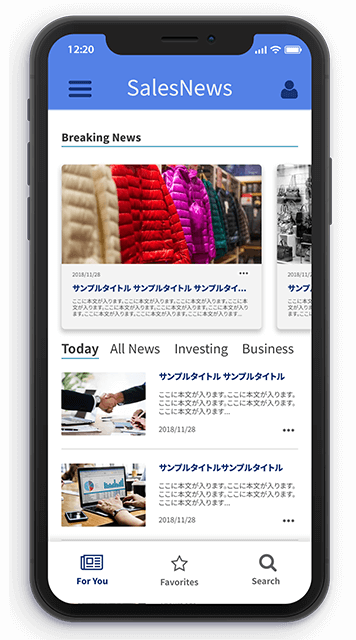 12:20
SalesNews
Breaking News
2018/11/28
サンプルタイトル サンプルタイトル サンプルタイ...
ここに本文が入ります。ここに本文が入ります。ここに本
文が入ります。ここに本文が入ります。ここに本文が入り
ます。ここに本文が入ります。ここに本文が入ります...
2018/11/
サンプ
ここに
文が入
ます。
Today All News Investing Business
サンプルタイトル サンプルタイトル
ここに本文が入ります。ここに本文が入ります。
ここに本文が入ります。ここに本文が入ります。
ここに本文が入ります...
2018/11/28
サンプルタイトルサンプルタイトル
ここに本文が入ります。ここに本文が入ります。
ここに本文が入ります。ここに本文が入ります。
ここに本文が入ります...
2018/11/28
For You Favorites Search